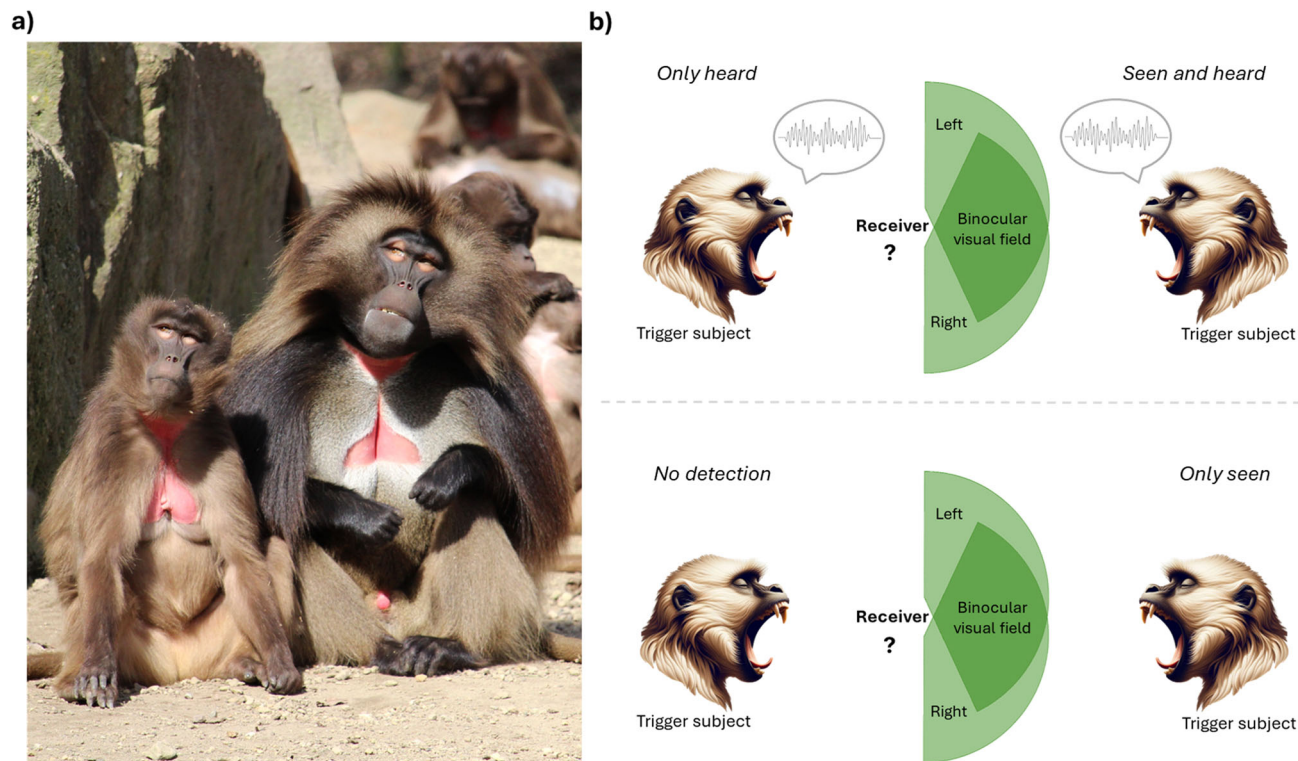 a)
b)
Only heard
Seen and heard
Left
Receiver
?
Binocular
visual field
Right
Trigger subject
Trigger subject
No detection
Only seen
Left
Receiver
?
Binocular
visual field
Right
Trigger subject
Trigger subject